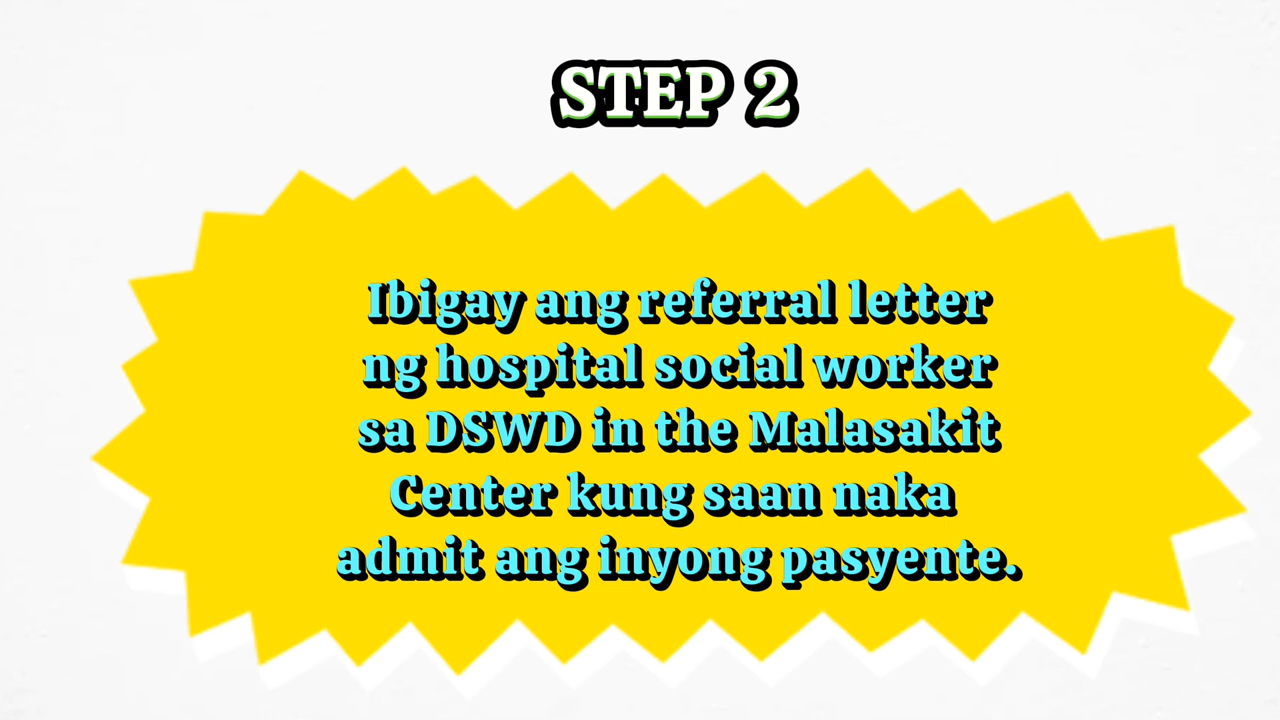 STEP 2
Ibigay ang referral letter
ng hospital social worker
sa DSWD in the Malasakit
Center kung saan naka
admit ang inyong pasyente.